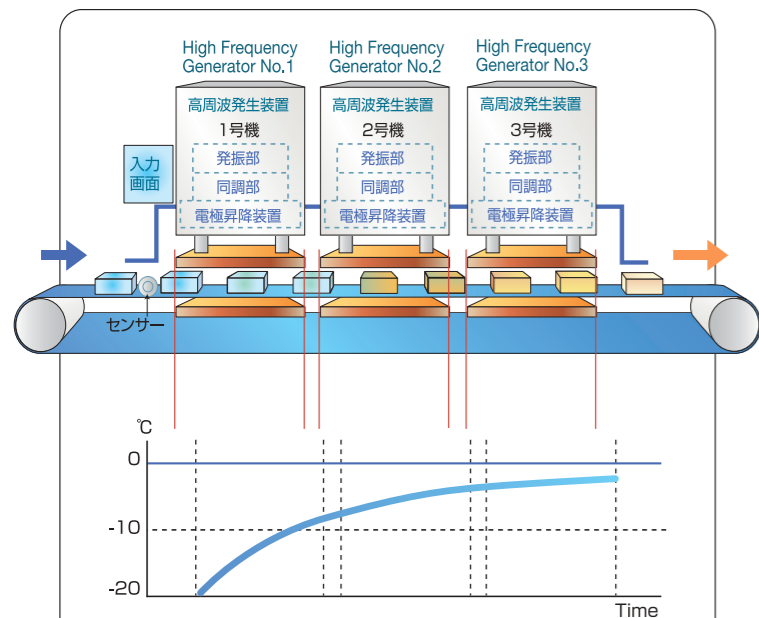 High Frequency
Generator No.1
High Frequency
Generator No.2
High Frequency
Generator No.3
高周波発生装置
1号機
発振部
同調部
電極昇降装置
高周波発生装置
2号機
発振部
同調部
電極昇降装置
高周波発生装置
3号機
発振部
同調部
電極昇降装置
入力
画面
センサー
℃
0
-10
-20
Time